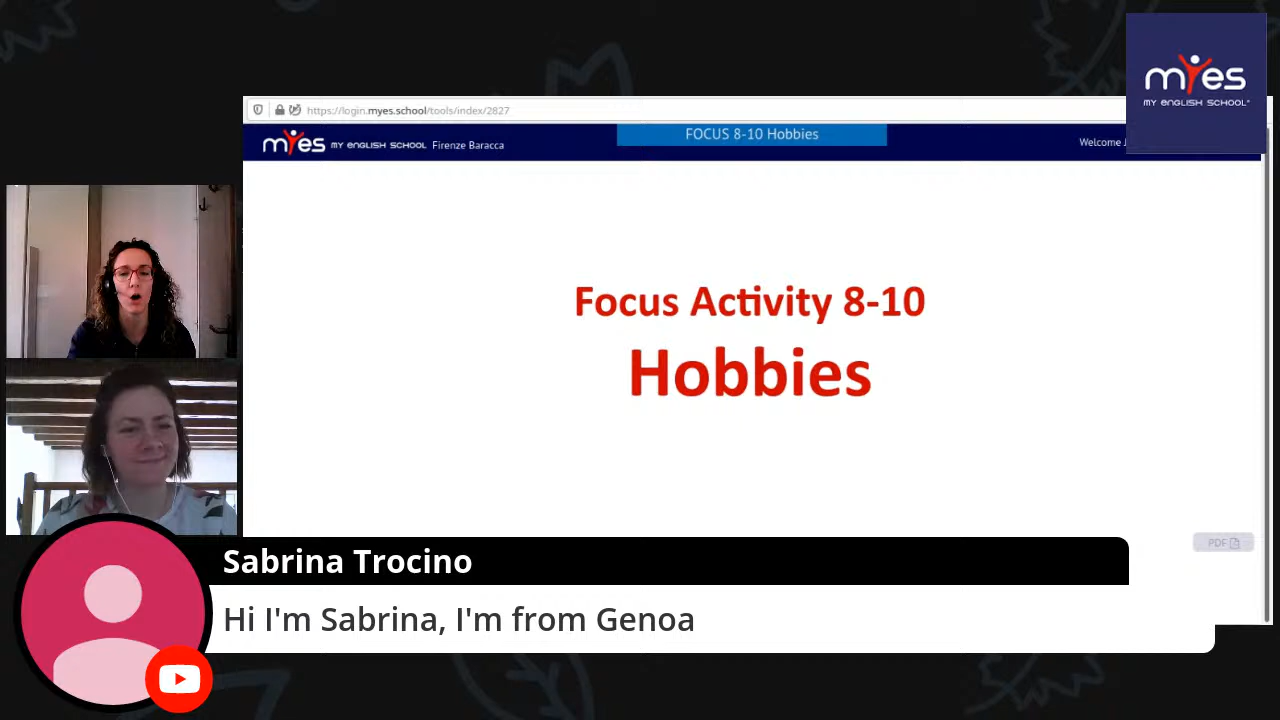 myes
MY ENGLISH SCHOOL
https://login.myes.school/tools/index/2827
FOCUS 8-10 Hobbies
myes MY ENGLISH SCHOOL Firenze Baracca
Welcome
Focus Activity 8-10
Hobbies
PDF
Sabrina Trocino
Hi I'm Sabrina, I'm from Genoa